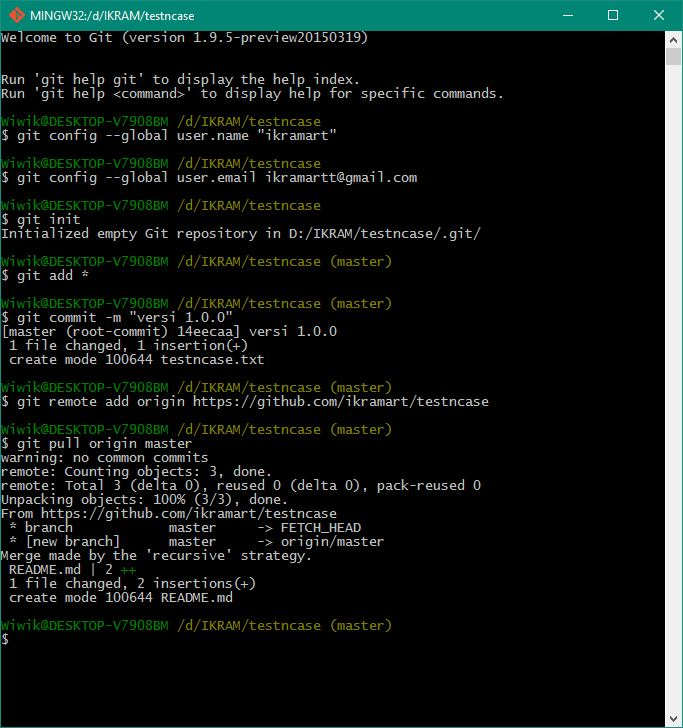 MINGW32:/d/IKRAM/testncase
Welcome to Git (version 1.9.5-preview20150319)
Run 'git help git' to display the help index.
Run 'git help <command>' to display help for specific commands.
Wiwik@DESKTOP-V7908BM /d/IKRAM/testncase
$ git config --global user.name "ikramart"
Wiwik@DESKTOP-V7908BM /d/IKRAM/testncase
$ git config --global user.email ikramartt@gmail.com
Wiwik@DESKTOP-V7908BM /d/IKRAM/testncase
$ git init
Initialized empty Git repository in D:/IKRAM/testncase/.git/
Wiwik@DESKTOP-V7908BM /d/IKRAM/testncase (master)
$ git add *
Wiwik@DESKTOP-V7908BM /d/IKRAM/testncase (master)
$ git commit -m "versi 1.0.0"
[master (root-commit) 14eecaa] versi 1.0.0
1 file changed, 1 insertion(+)
create mode 100644 testncase.txt
Wiwik@DESKTOP-V7908BM /d/IKRAM/testncase (master)
$ git remote add origin https://github.com/ikramart/testncase
Wiwik@DESKTOP-V7908BM /d/IKRAM/testncase (master)
$ git pull origin master
warning: no common commits
remote: Counting objects: 3, done.
remote: Total 3 (delta 0), reused 0 (delta 0), pack-reused 0
Unpacking objects: 100% (3/3), done.
From https://github.com/ikramart/testncase
* branch master -> FETCH_HEAD
* [new branch] master -> origin/master
Merge made by the 'recursive' strategy.
README.md | 2 ++
1 file changed, 2 insertions(+)
create mode 100644 README.md
Wiwik@DESKTOP-V7908BM /d/IKRAM/testncase (master)
$